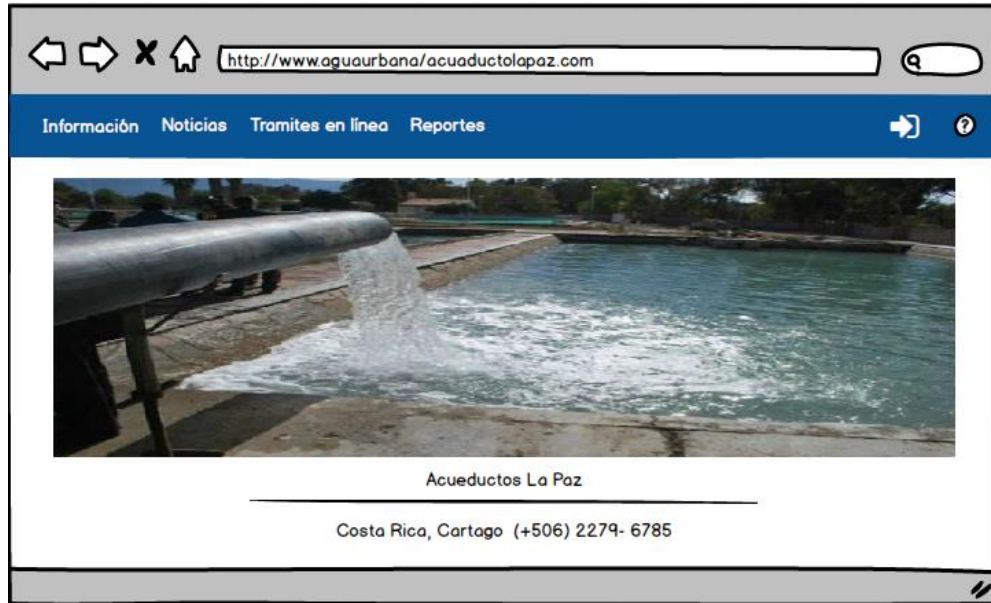 http://www.aguaurbana/acuaductolapaz.com
Información Noticias Tramites en línea Reportes ?
Acueductos La Paz
Costa Rica, Cartago (+506) 2279- 6785